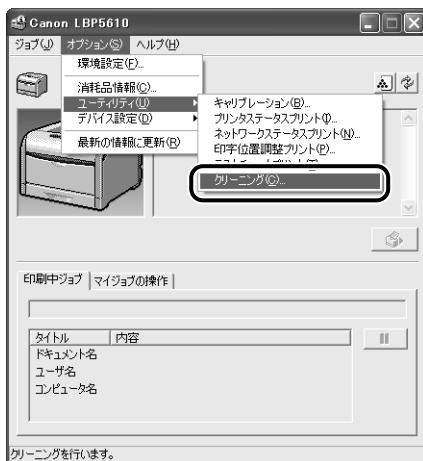 Canon LBP5610
ジョブ(J) オプション(S) ヘルプ(H)
環境設定(F)...
消耗品情報(C)...
ユーティリティ(U)
デバイス設定(D)
最新の情報に更新(R)
キャリブレーション(B)...
プリンタステータスプリント(I)...
ネットワークステータスプリント(N)...
印字位置調整プリント(P)...
クリーニング(C)...
印刷中ジョブ マイジョブの操作
タイトル 内容
ドキュメント名
ユーザ名
コンピュータ名
クリーニングを行います。